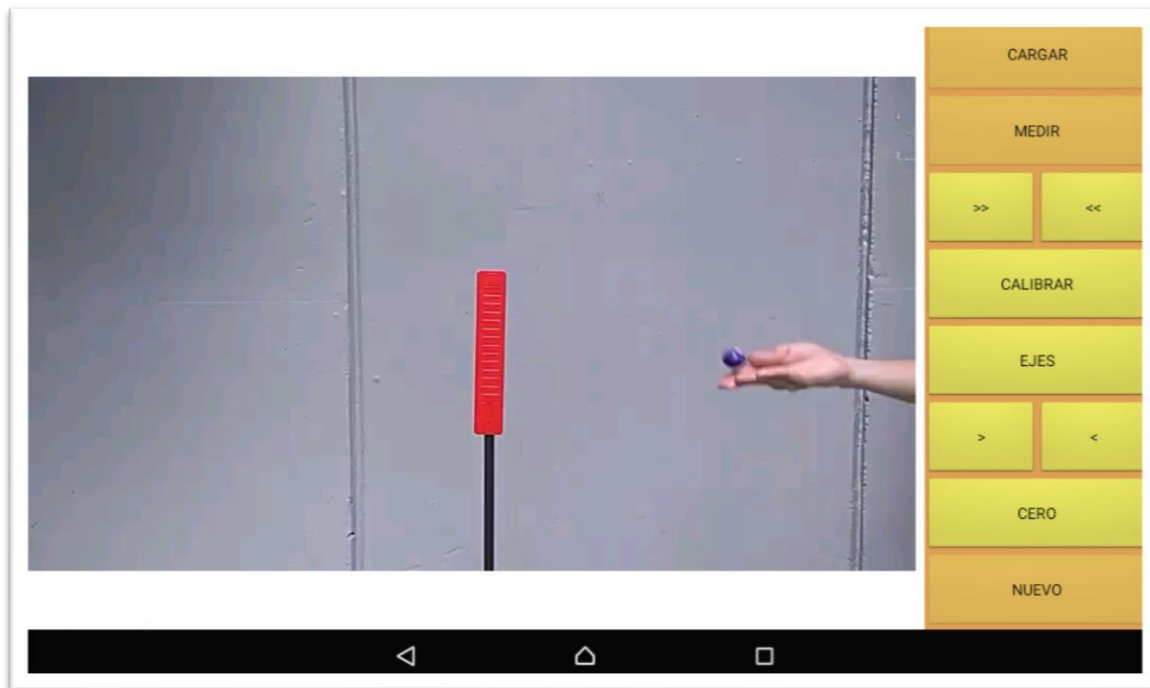 CARGAR
MEDIR
>> <<
CALIBRAR
EJES
> <
CERO
NUEVO